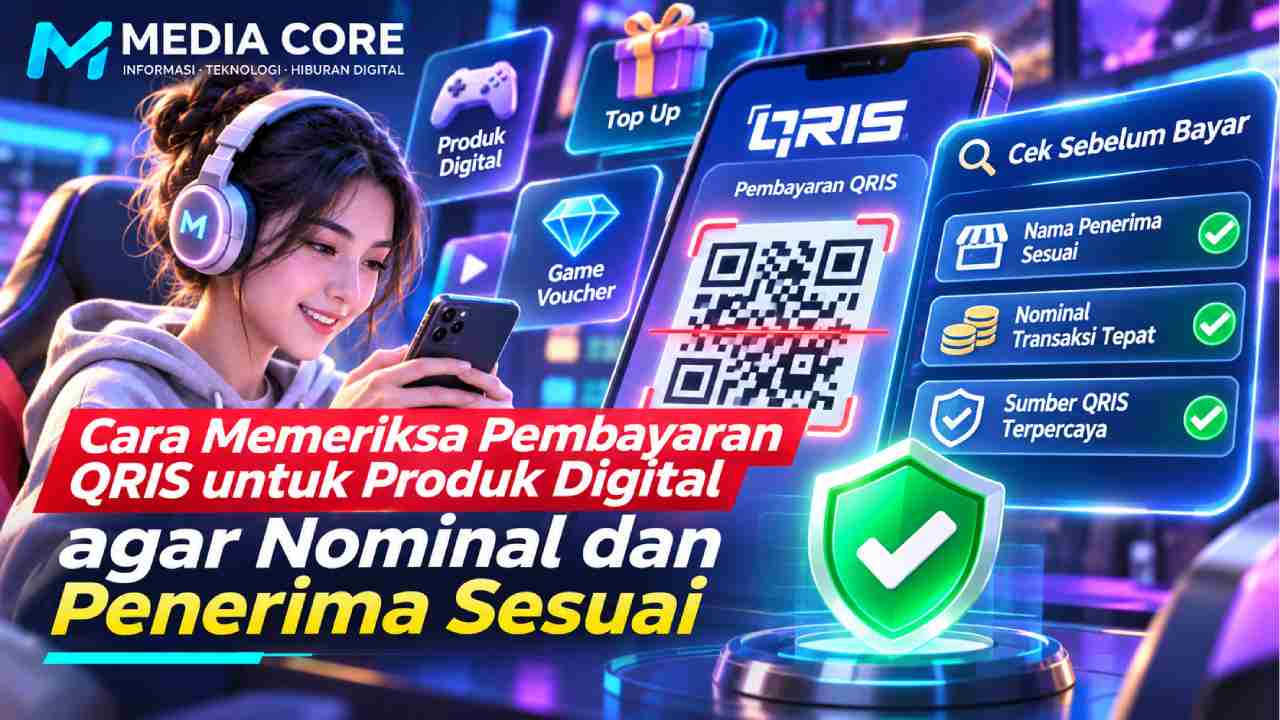 MEDIA CORE
INFORMASI · TEKNOLOGI · HIBURAN DIGITAL
M
Produk
Digital
Top Up
Game
Voucher
QRIS
Pembayaran QRIS
Cek Sebelum Bayar
Nama Penerima
Sesuai
Nominal
Transaksi Tepat
Sumber QRIS
Terpercaya
Cara Memeriksa Pembayaran
QRIS untuk Produk Digital
agar Nominal dan
Penerima Sesuai